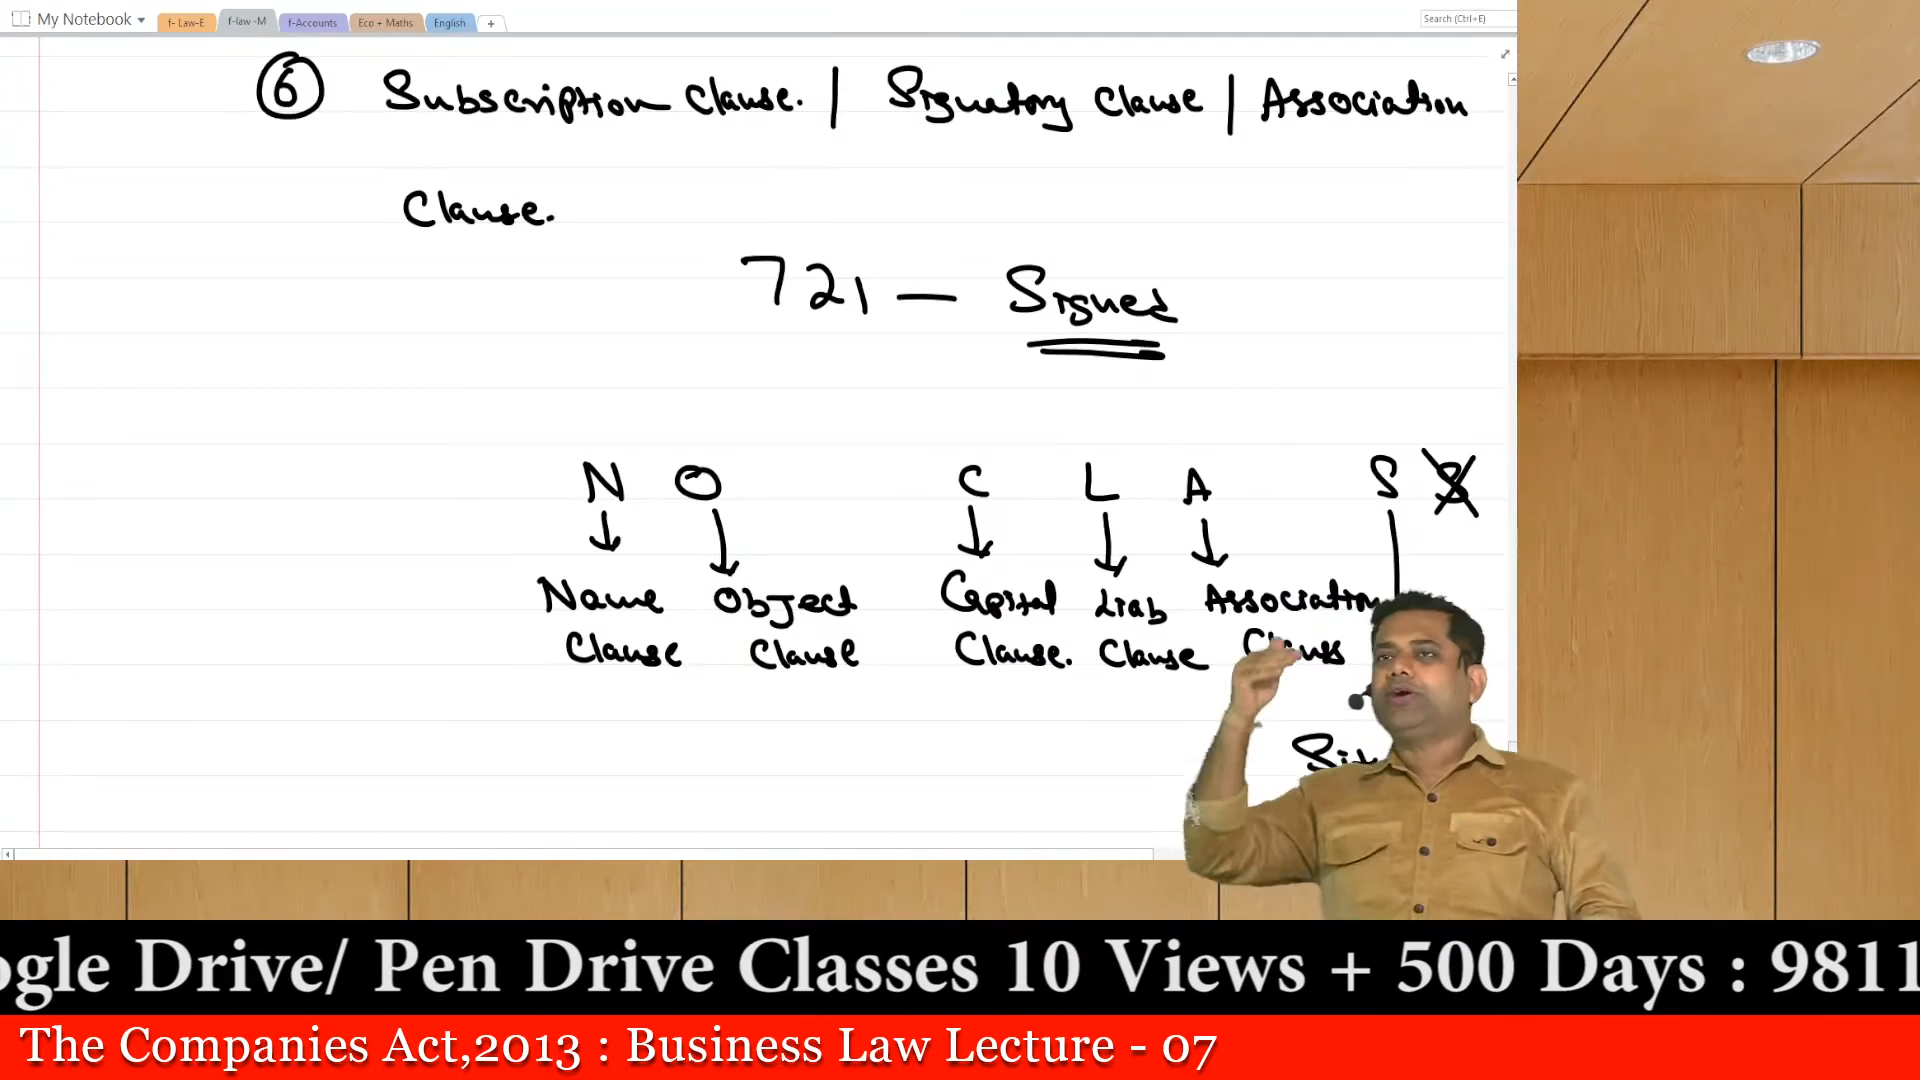 My Notebook f- Law-E f-law -M f-Accounts Eco + Maths English + Search (Ctrl+E)
6 Subscription Clause. | Signatory Clause | Association
Clause.
721 — Signed
N O C L A S S
Name Object Capital Liab Association
Clause Clause Clause. Clause Clauss
ogle Drive/ Pen Drive Classes 10 Views + 500 Days : 9811
The Companies Act,2013 : Business Law Lecture - 07